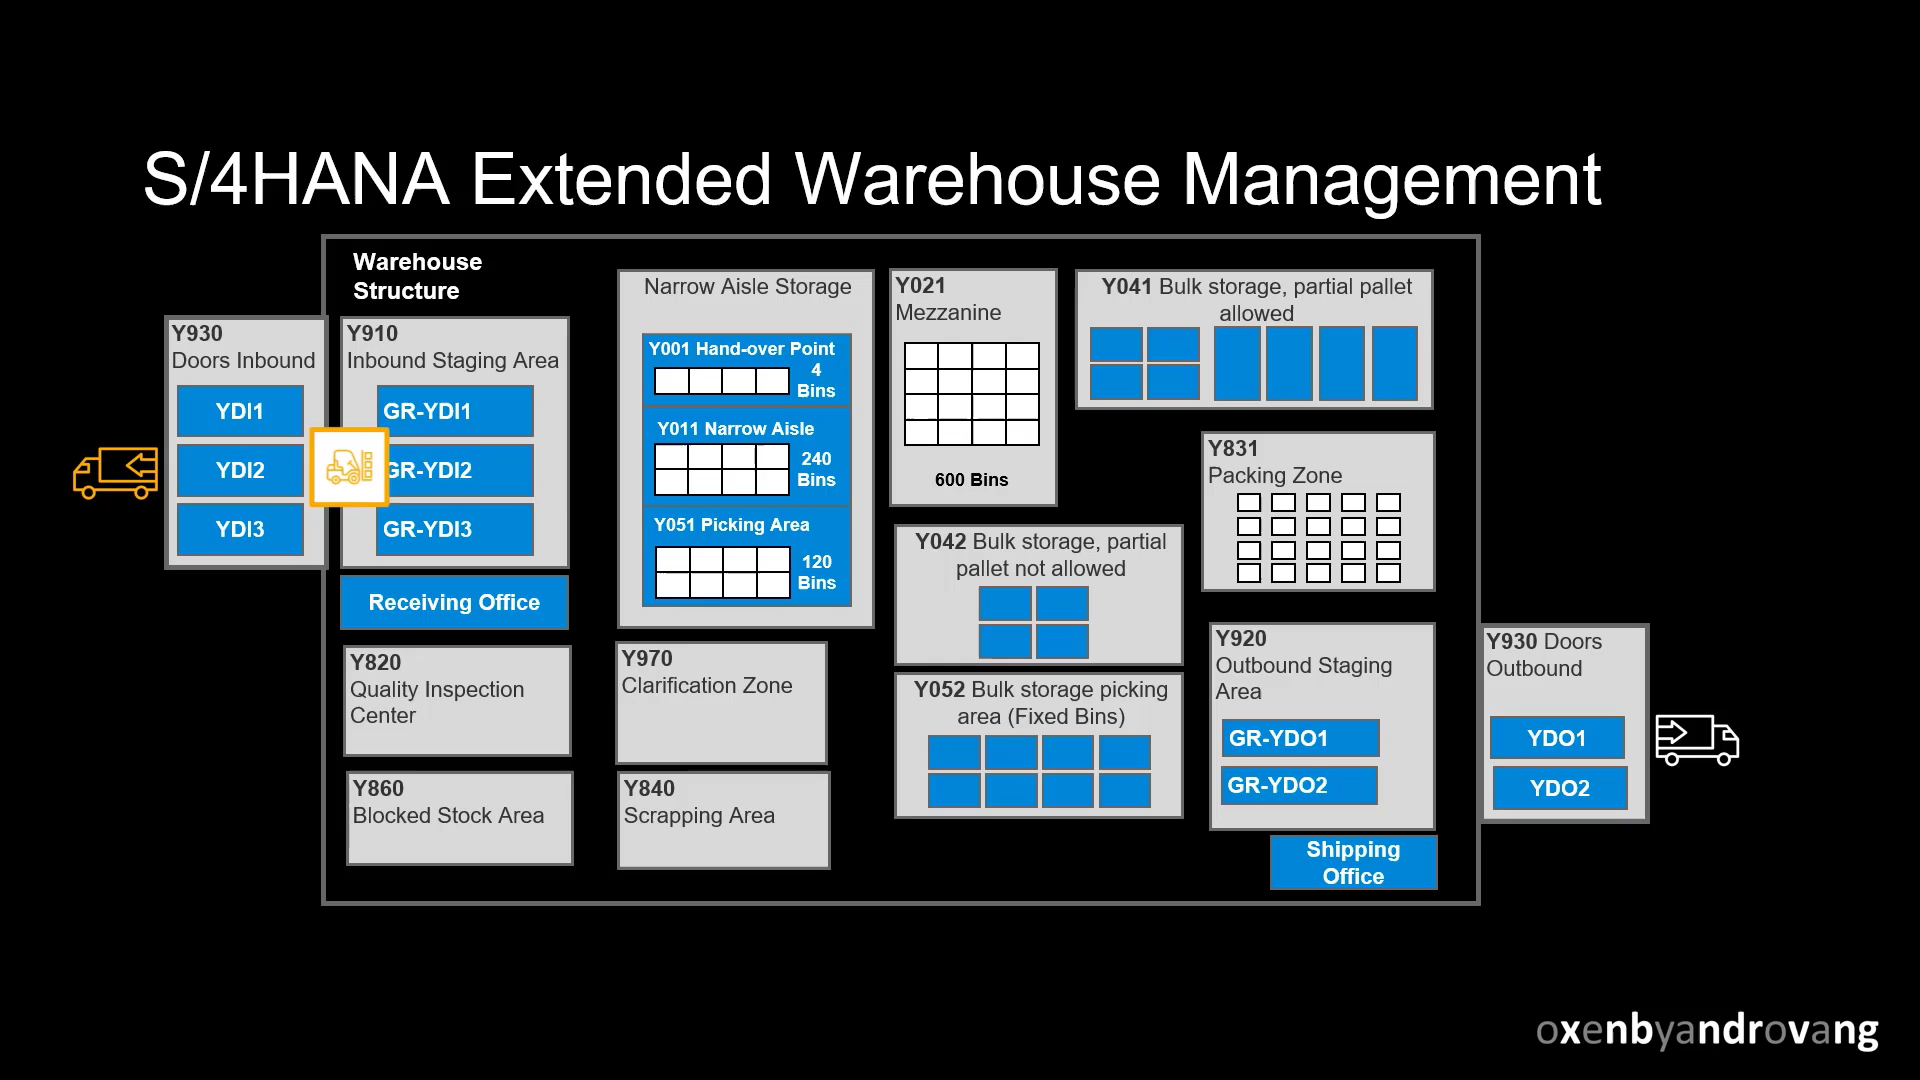 S/4HANA Extended Warehouse Management
Warehouse
Structure
Y930
Doors Inbound
YDI1
YDI2
YDI3
Y910
Inbound Staging Area
GR-YDI1
GR-YDI2
GR-YDI3
Receiving Office
Y820
Quality Inspection
Center
Y860
Blocked Stock Area
Narrow Aisle Storage
Y001 Hand-over Point
4
Bins
Y011 Narrow Aisle
240
Bins
Y051 Picking Area
120
Bins
Y970
Clarification Zone
Y840
Scrapping Area
Y021
Mezzanine
600 Bins
Y042 Bulk storage, partial
pallet not allowed
Y052 Bulk storage picking
area (Fixed Bins)
Y041 Bulk storage, partial pallet
allowed
Y831
Packing Zone
Y920
Outbound Staging
Area
GR-YDO1
GR-YDO2
Shipping
Office
Y930 Doors
Outbound
YDO1
YDO2
oxenbyandrovang